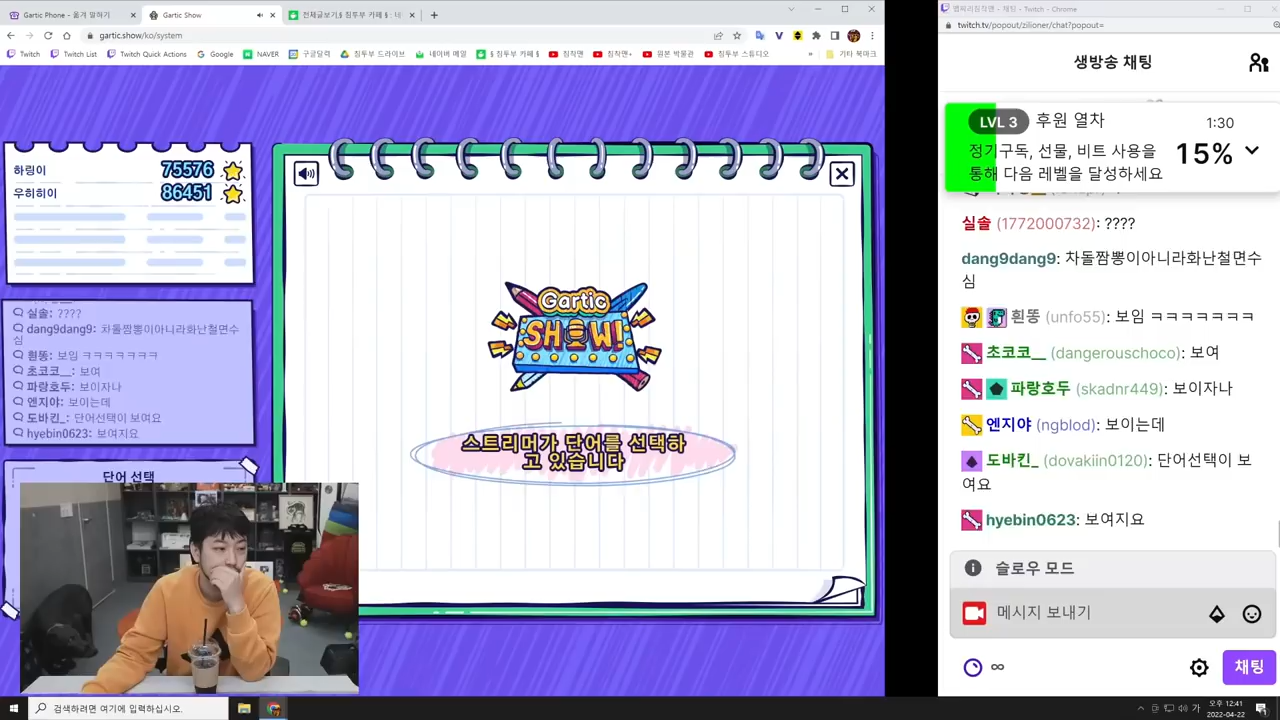 Gartic Phone - 온라인
Gartic Show
전체글보기 § 침투부 카페 § : 네
gartic.show/ko/system
Twitch
Twitch List
Twitch Quick Actions
Google
NAVER
구글달력
침투부 드라이브
네이버 메일
§ 침투부 카페 §
침착맨
침착맨+
원본 박물관
침투부 스튜디오
기타 북마크
하링이 75576
우하히이 86451
실솔: ????
dang9dang9: 차돌짬뽕이아니라화난철면수
심
흰똥: 보임 ㅋㅋㅋㅋㅋㅋㅋ
초코코__: 보여
파랑호두: 보이자나
엔지야: 보이는데
도바킨_: 단어선택이 보여요
hyebin0623: 보여지요
단어 선택
Gartic
SHOW!
스트리머가 단어를 선택하
고 있습니다
채팅 - Twitch - Chrome
twitch.tv/popout/zilioner/chat?popout=
생방송 채팅
LVL 3 후원 열차 1:30
정기구독, 선물, 비트 사용을
통해 다음 레벨을 달성하세요
15%
실솔 (1772000732): ????
dang9dang9: 차돌짬뽕이아니라화난철면수
심
흰똥 (unfo55): 보임 ㅋㅋㅋㅋㅋㅋㅋ
초코코__ (dangerouschoco): 보여
파랑호두 (skadnr449): 보이자나
엔지야 (ngblod): 보이는데
도바킨_ (dovakiin0120): 단어선택이 보
여요
hyebin0623: 보여지요
슬로우 모드
메시지 보내기
∞
채팅
검색하려면 여기에 입력하십시오.
가
오후 12:41
2022-04-22